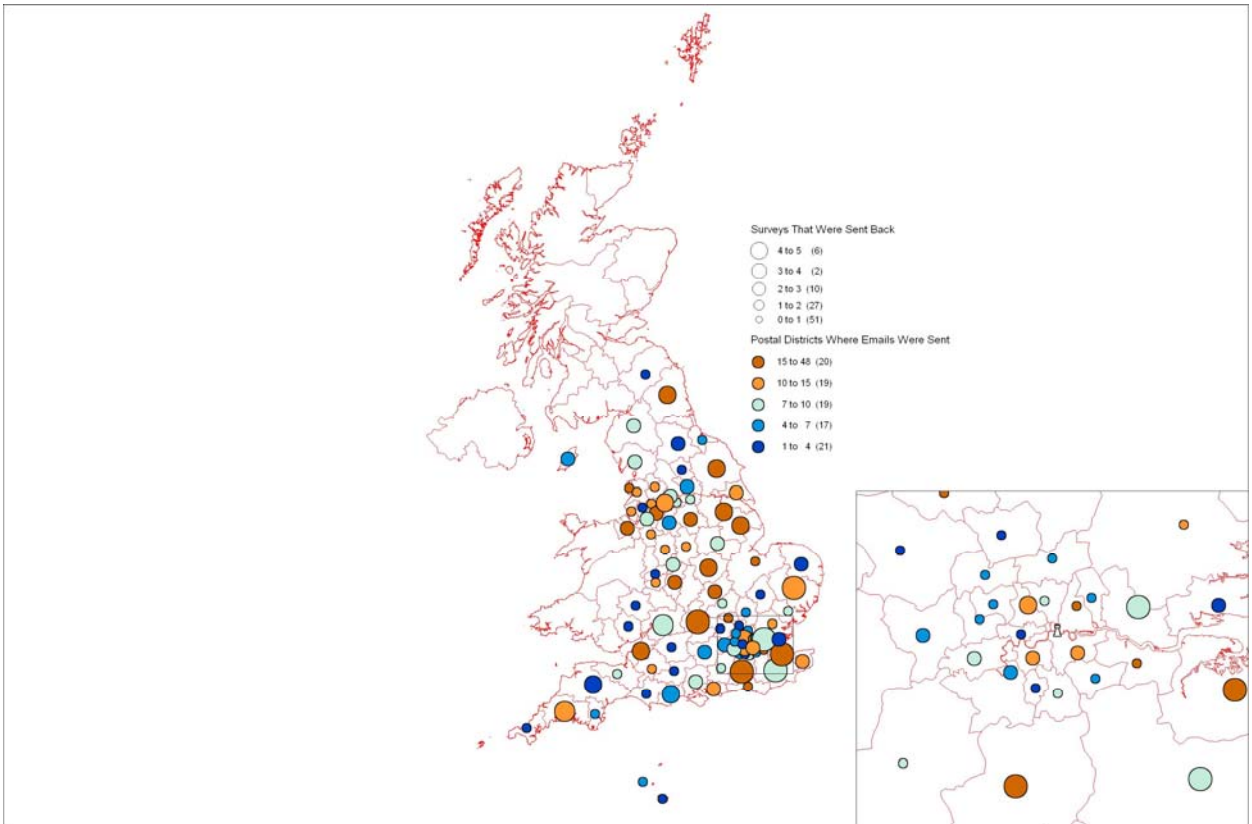 Surveys That Were Sent Back
4 to 5 (6)
3 to 4 (2)
2 to 3 (10)
1 to 2 (27)
0 to 1 (51)
Postal Districts Where Emails Were Sent
15 to 48 (20)
10 to 15 (19)
7 to 10 (19)
4 to 7 (17)
1 to 4 (21)